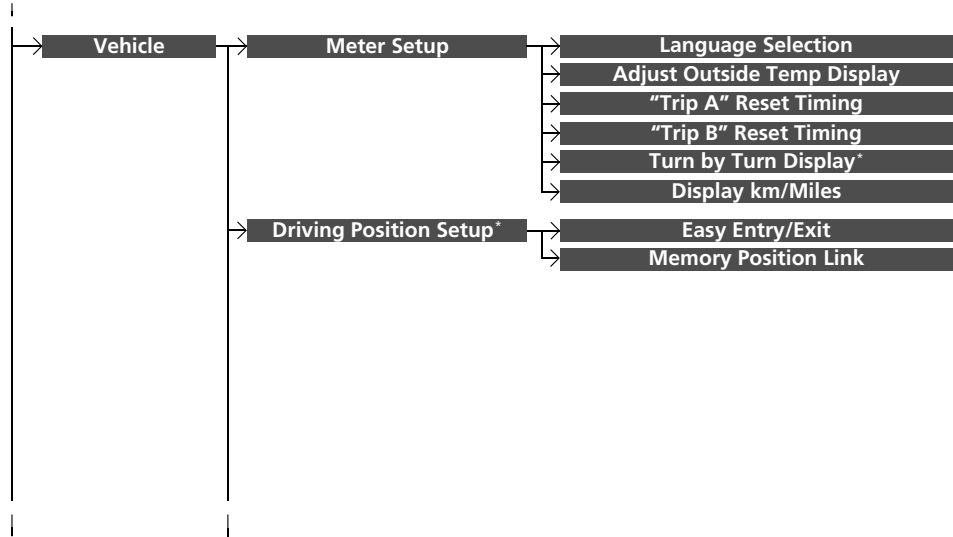 Vehicle
Meter Setup
Language Selection
Adjust Outside Temp Display
“Trip A” Reset Timing
“Trip B” Reset Timing
Turn by Turn Display*
Display km/Miles
Driving Position Setup*
Easy Entry/Exit
Memory Position Link